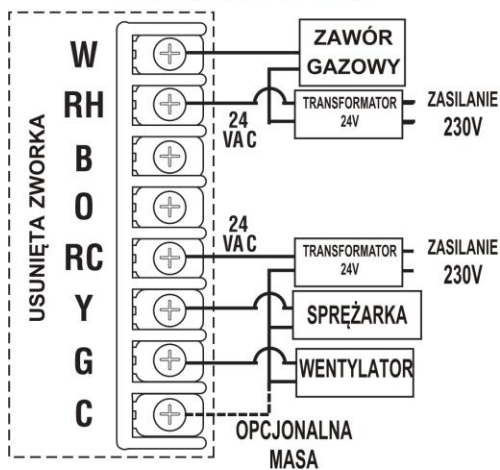 USUNIĘTA ZWORKA
W
RH
B
O
RC
Y
G
C
24
VAC
24
VAC
ZAWÓR
GAZOWY
TRANSFORMATOR
24V
ZASILANIE
230V
TRANSFORMATOR
24V
ZASILANIE
230V
SPRĘŻARKA
WENTYLATOR
OPCJONALNA
MASA